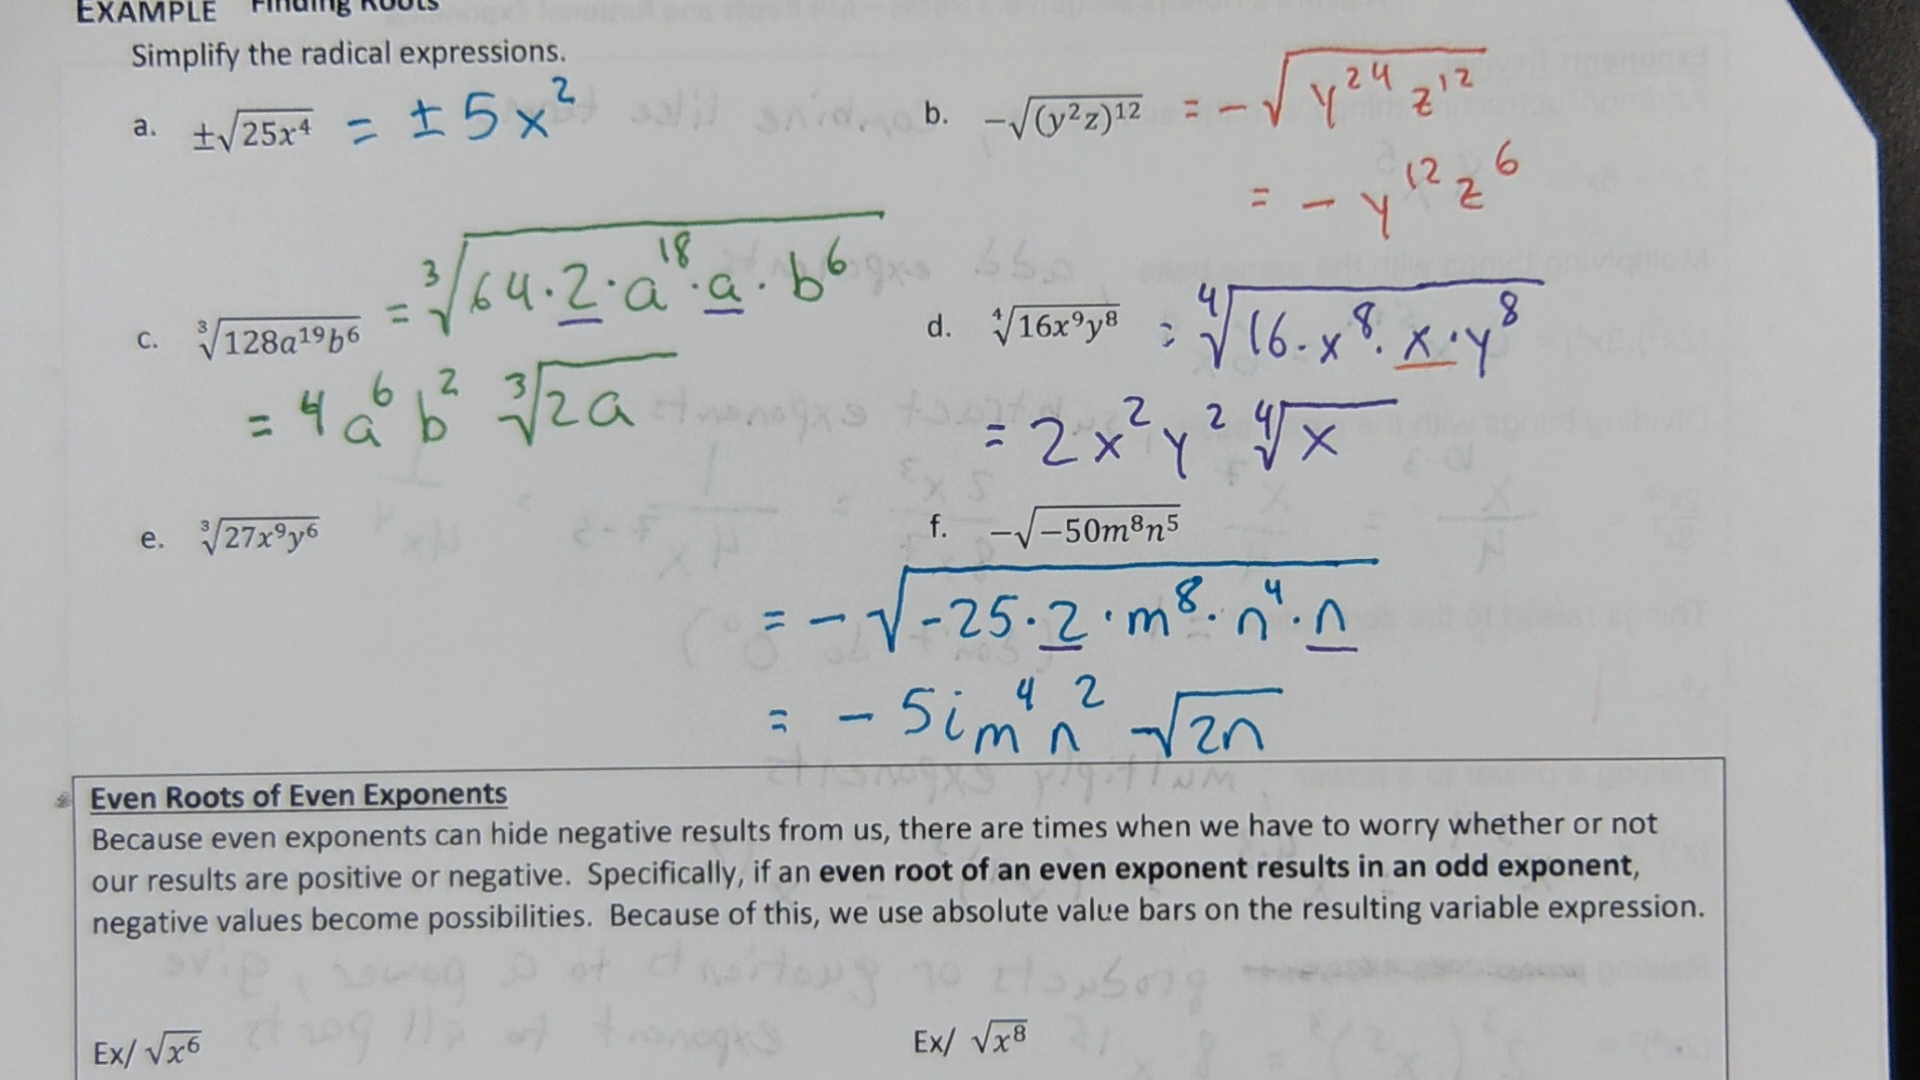 EXAMPLE Finding Roots
Simplify the radical expressions.
a. ±√25x⁴ = ±5x²
b. −√(y²z)¹² = −√y²⁴z¹²
= −y¹²z⁶
c. ∛128a¹⁹b⁶ = ∛64·2·a¹⁸·a·b⁶
= 4a⁶b² ∛2a
d. ∜16x⁹y⁸ = ∜16·x⁸·x·y⁸
= 2x²y² ∜x
e. ∛27x⁹y⁶
f. −√−50m⁸n⁵
= −√−25·2·m⁸·n⁴·n
= −5im⁴n² √2n
Even Roots of Even Exponents
Because even exponents can hide negative results from us, there are times when we have to worry whether or not
our results are positive or negative. Specifically, if an even root of an even exponent results in an odd exponent,
negative values become possibilities. Because of this, we use absolute value bars on the resulting variable expression.
Ex/ √x⁶
Ex/ √x⁸